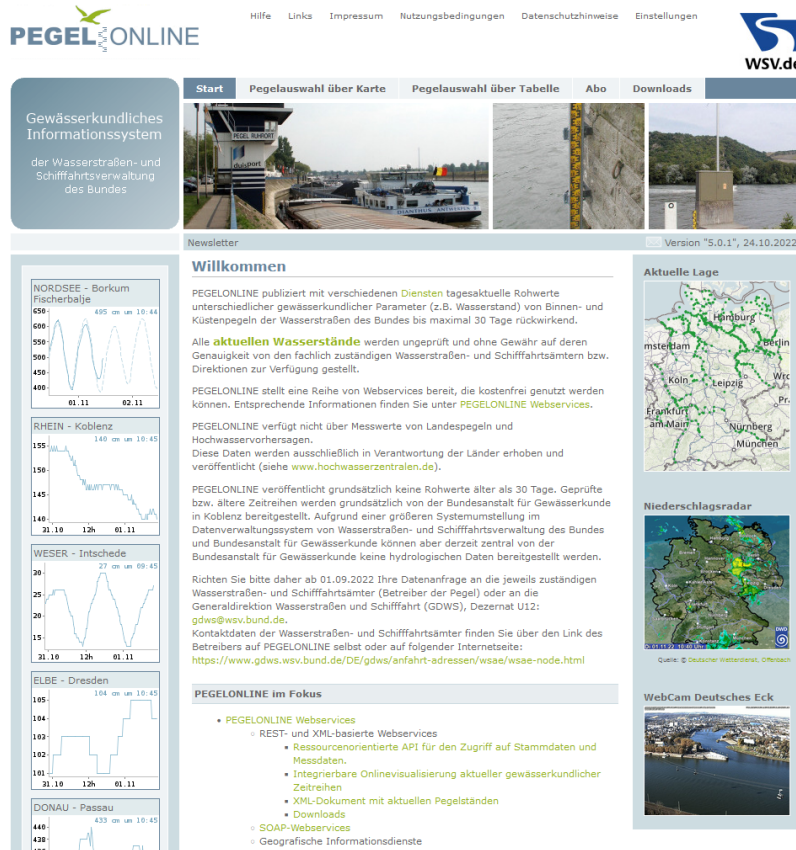 PEGEL ONLINE
Hilfe Links Impressum Nutzungsbedingungen Datenschutzhinweise Einstellungen
WSV.de
Start Pegelauswahl über Karte Pegelauswahl über Tabelle Abo Downloads
Gewässerkundliches
Informationssystem
der Wasserstraßen- und
Schifffahrtsverwaltung
des Bundes
PEGEL RUHRORT
duisport
DIANTHUS ANTWERPEN
Newsletter
Version "5.0.1", 24.10.2022
NORDSEE - Borkum
Fischerbalje
495 cm um 10:44
650
600
550
500
450
400
01.11 02.11
RHEIN - Koblenz
140 cm um 10:45
155
150
145
140
31.10 12h 01.11
WESER - Intschede
27 cm um 09:45
30
25
20
15
31.10 12h 01.11
ELBE - Dresden
104 cm um 10:45
105
104
103
102
101
31.10 12h 01.11
DONAU - Passau
433 cm um 10:45
440
438
Willkommen
PEGELONLINE publiziert mit verschiedenen Diensten tagesaktuelle Rohwerte
unterschiedlicher gewässerkundlicher Parameter (z.B. Wasserstand) von Binnen- und
Küstenpegeln der Wasserstraßen des Bundes bis maximal 30 Tage rückwirkend.
Alle aktuellen Wasserstände werden ungeprüft und ohne Gewähr auf deren
Genauigkeit von den fachlich zuständigen Wasserstraßen- und Schifffahrtsämtern bzw.
Direktionen zur Verfügung gestellt.
PEGELONLINE stellt eine Reihe von Webservices bereit, die kostenfrei genutzt werden
können. Entsprechende Informationen finden Sie unter PEGELONLINE Webservices.
PEGELONLINE verfügt nicht über Messwerte von Landespegeln und
Hochwasservorhersagen.
Diese Daten werden ausschließlich in Verantwortung der Länder erhoben und
veröffentlicht (siehe www.hochwasserzentralen.de).
PEGELONLINE veröffentlicht grundsätzlich keine Rohwerte älter als 30 Tage. Geprüfte
bzw. ältere Zeitreihen werden grundsätzlich von der Bundesanstalt für Gewässerkunde
in Koblenz bereitgestellt. Aufgrund einer größeren Systemumstellung im
Datenverwaltungssystem von Wasserstraßen- und Schifffahrtsverwaltung des Bundes
und Bundesanstalt für Gewässerkunde können aber derzeit zentral von der
Bundesanstalt für Gewässerkunde keine hydrologischen Daten bereitgestellt werden.
Richten Sie bitte daher ab 01.09.2022 Ihre Datenanfrage an die jeweils zuständigen
Wasserstraßen- und Schifffahrtsämter (Betreiber der Pegel) oder an die
Generaldirektion Wasserstraßen und Schifffahrt (GDWS), Dezernat U12:
gdws@wsv.bund.de.
Kontaktdaten der Wasserstraßen- und Schifffahrtsämter finden Sie über den Link des
Betreibers auf PEGELONLINE selbst oder auf folgender Internetseite:
https://www.gdws.wsv.bund.de/DE/gdws/anfahrt-adressen/wsae/wsae-node.html
PEGELONLINE im Fokus
PEGELONLINE Webservices
REST- und XML-basierte Webservices
Ressourcenorientierte API für den Zugriff auf Stammdaten und
Messdaten.
Integrierbare Onlinevisualisierung aktueller gewässerkundlicher
Zeitreihen
XML-Dokument mit aktuellen Pegelständen
Downloads
SOAP-Webservices
Geografische Informationsdienste
Aktuelle Lage
Hamburg
msterdam Berlin
Köln Leipzig Wro
Pr
Frankfurt
am Main
Nürnberg
München
Niederschlagsradar
DWD
Di 01.11.22 10:40 Uhr
Quelle: © Deutscher Wetterdienst, Offenbach
WebCam Deutsches Eck